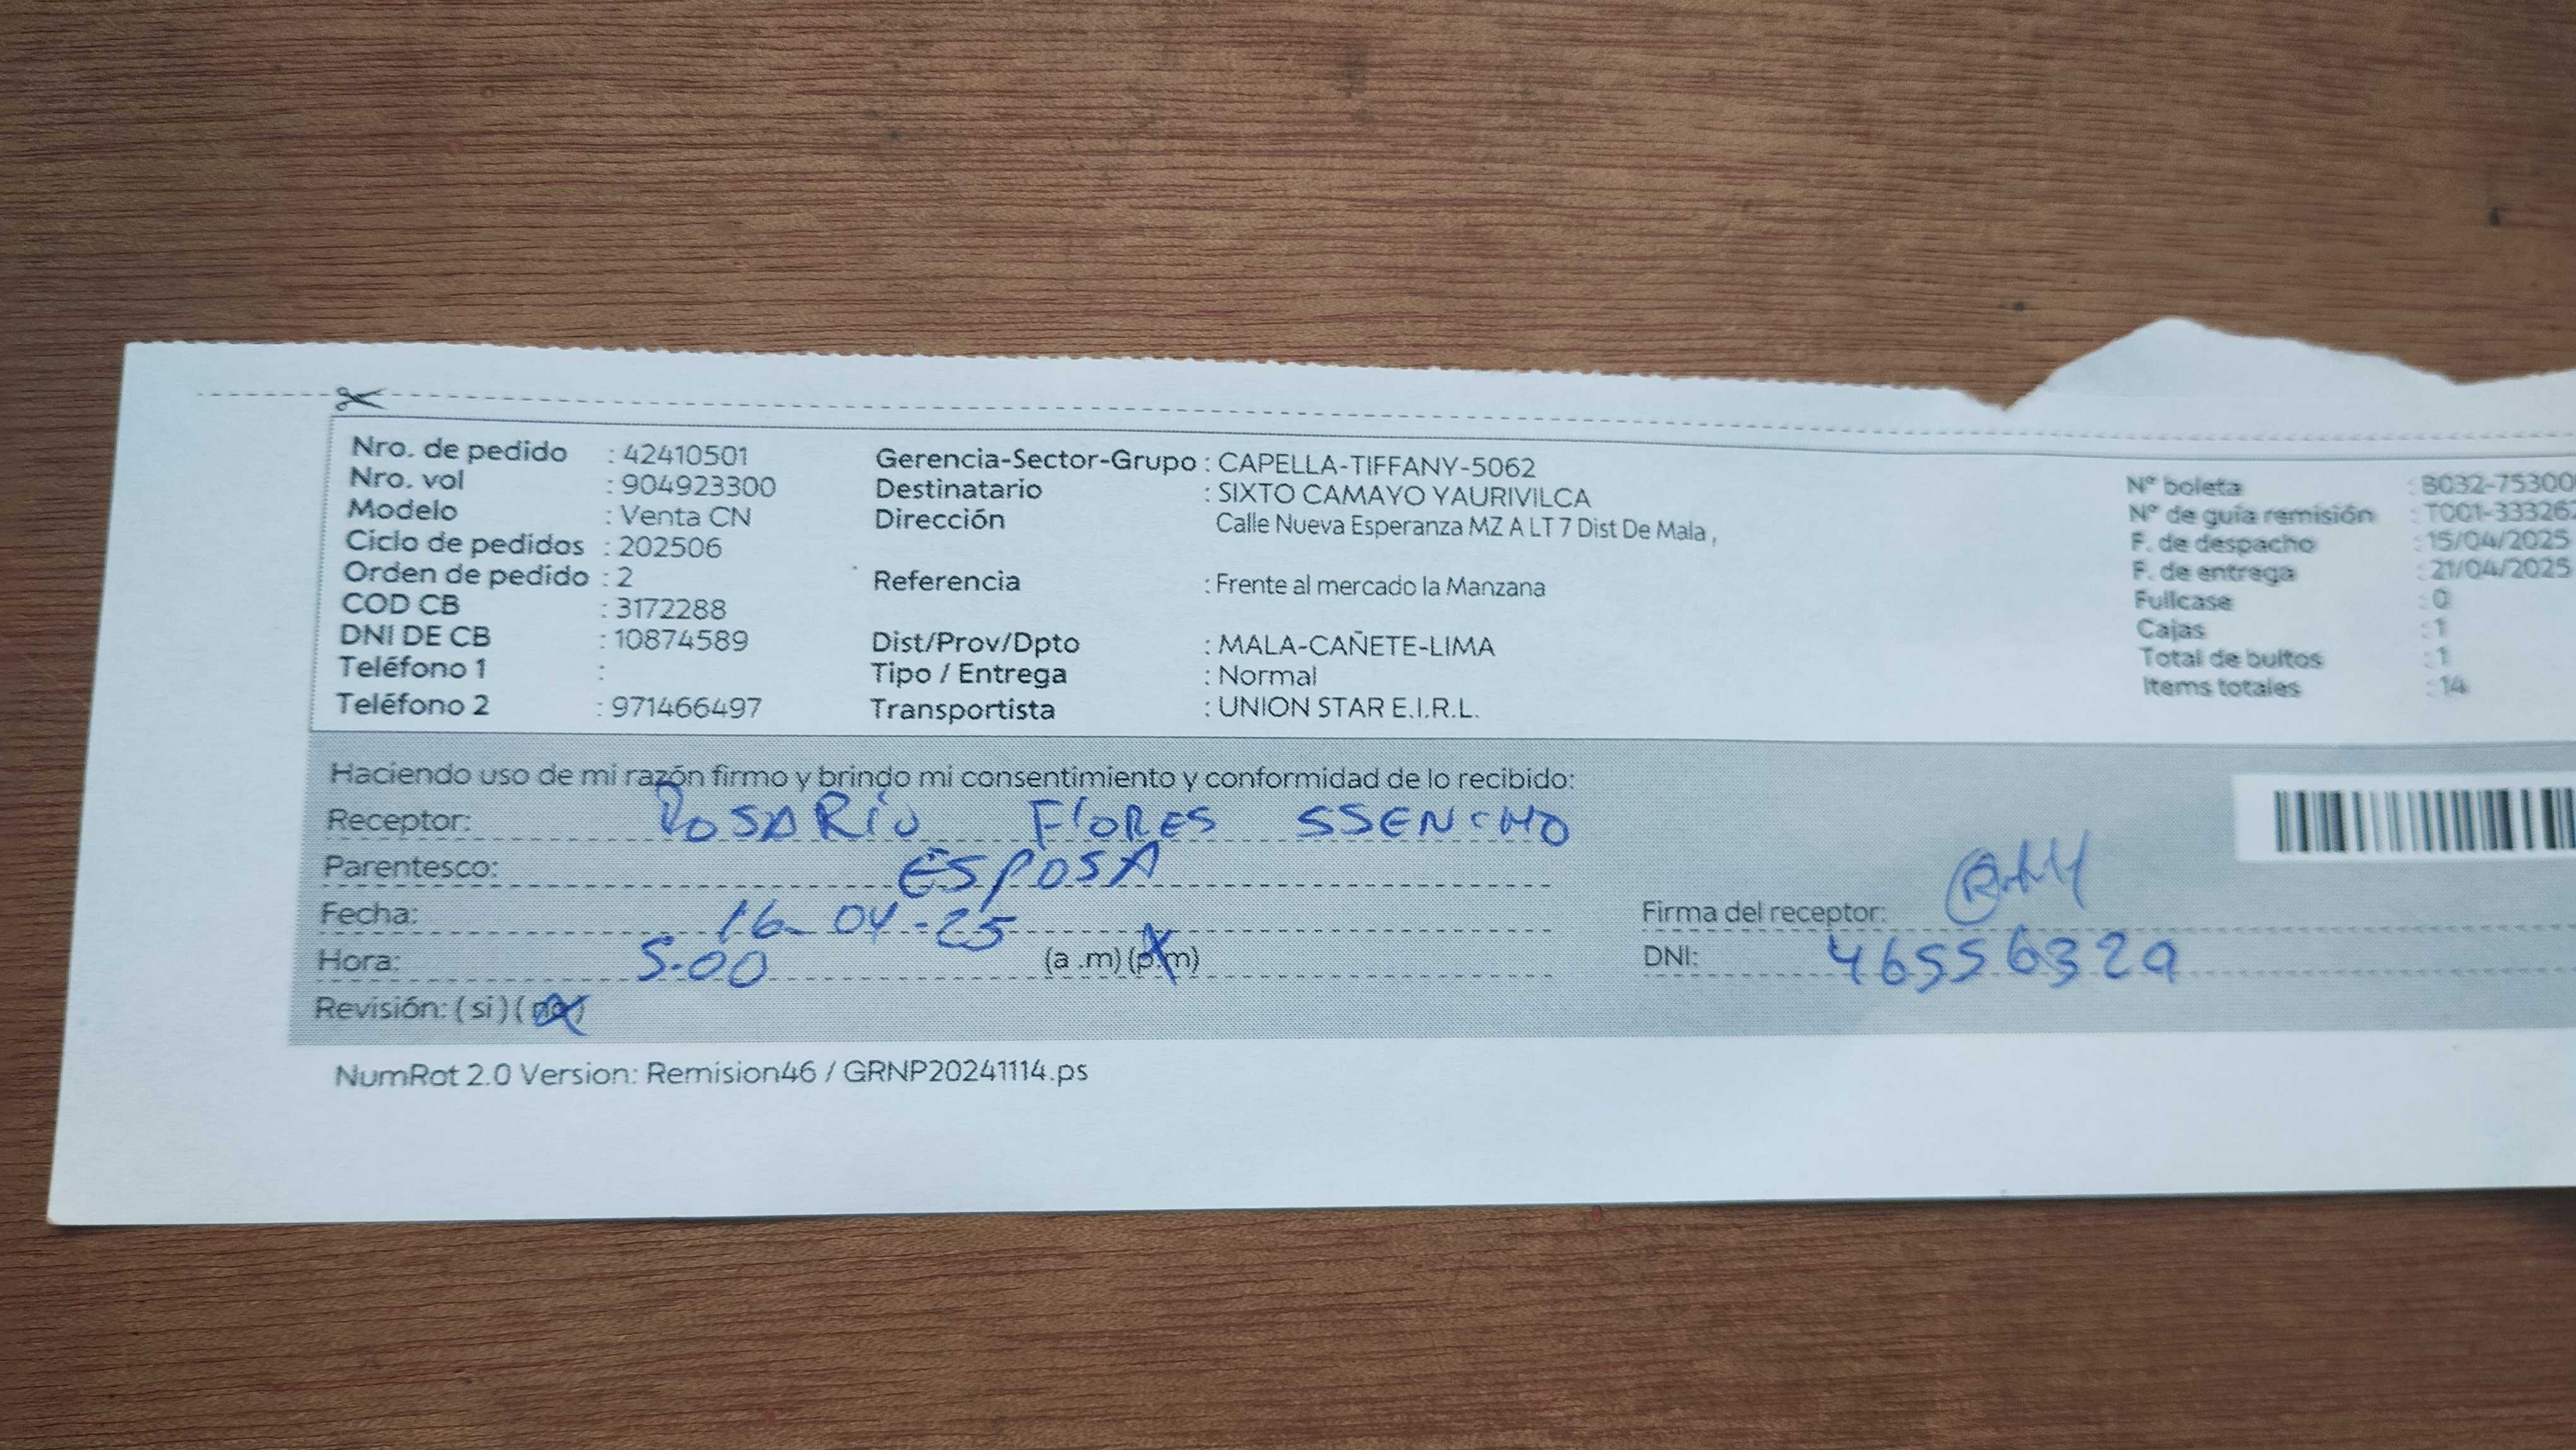 Nro. de pedido : 42410501
Nro. vol : 904923300
Modelo : Venta CN
Ciclo de pedidos : 202506
Orden de pedido : 2
COD CB : 3172288
DNI DE CB : 10874589
Teléfono 1 :
Teléfono 2 : 971466497
Gerencia-Sector-Grupo : CAPELLA-TIFFANY-5062
Destinatario : SIXTO CAMAYO YAURIVILCA
Dirección Calle Nueva Esperanza MZ A LT 7 Dist De Mala ,
Referencia : Frente al mercado la Manzana
Dist/Prov/Dpto : MALA-CAÑETE-LIMA
Tipo / Entrega : Normal
Transportista : UNION STAR E.I.R.L.
N° boleta : B032-75300
N° de guía remisión : T001-33326
F. de despacho : 15/04/2025
F. de entrega : 21/04/2025
Fullcase : 0
Cajas : 1
Total de bultos : 1
Items totales : 14
Haciendo uso de mi razón firmo y brindo mi consentimiento y conformidad de lo recibido:
Receptor: ROSARIO FLORES SSENCHO
Parentesco: ESPOSA
Fecha: 16-04-25
Hora: 5.00 (a .m) (p.m)
Revisión: ( si ) ( no )
Firma del receptor:
DNI: 46556329
NumRot 2.0 Version: Remision46 / GRNP20241114.ps